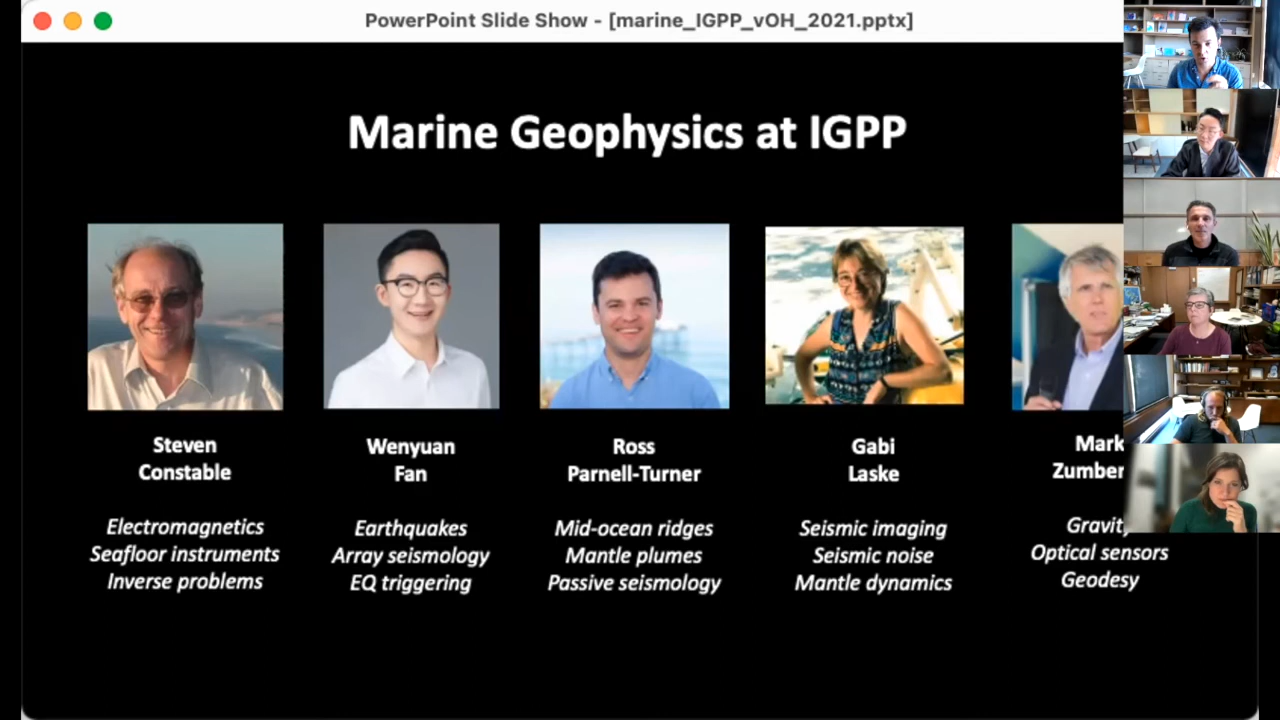 PowerPoint Slide Show - [marine_IGPP_vOH_2021.pptx]
Marine Geophysics at IGPP
Steven
Constable
Electromagnetics
Seafloor instruments
Inverse problems
Wenyuan
Fan
Earthquakes
Array seismology
EQ triggering
Ross
Parnell-Turner
Mid-ocean ridges
Mantle plumes
Passive seismology
Gabi
Laske
Seismic imaging
Seismic noise
Mantle dynamics
Mark
Gravity
Optical sensors
Geodesy